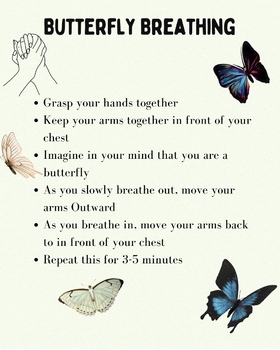 BUTTERFLY BREATHING
• Grasp your hands together
• Keep your arms together in front of your
chest
• Imagine in your mind that you are a
butterfly
• As you slowly breathe out, move your
arms Outward
• As you breathe in, move your arms back
to in front of your chest
• Repeat this for 3-5 minutes